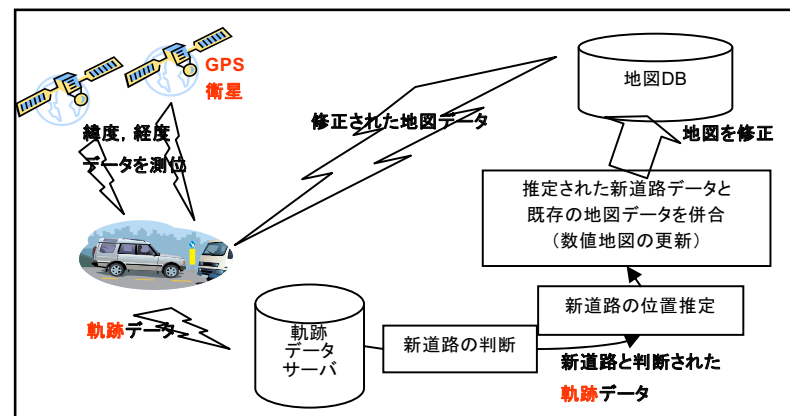 GPS
衛星
緯度，経度
データを測位
修正された地図データ
地図DB
地図を修正
推定された新道路データと
既存の地図データを併合
（数値地図の更新）
新道路の位置推定
軌跡データ
軌跡
データ
サーバ
新道路の判断
新道路と判断された
軌跡データ